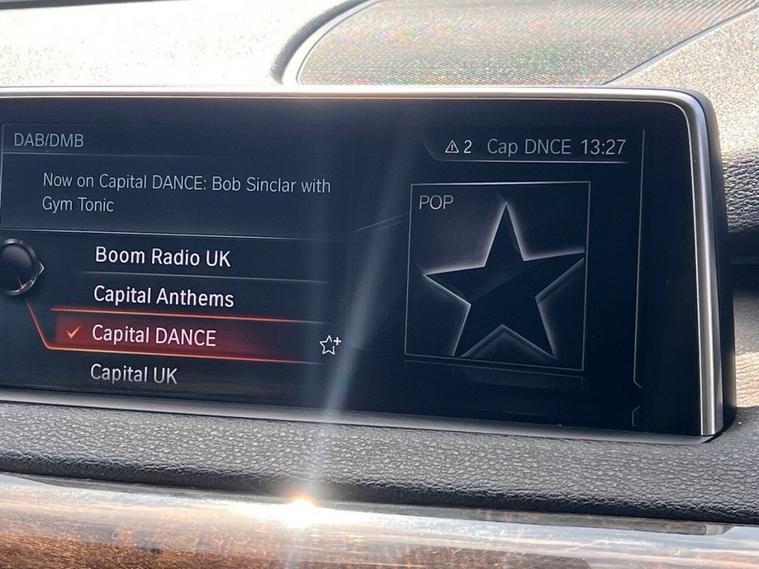 DAB/DMB
2 Cap DNCE 13:27
Now on Capital DANCE: Bob Sinclar with
Gym Tonic
POP
Boom Radio UK
Capital Anthems
Capital DANCE
Capital UK